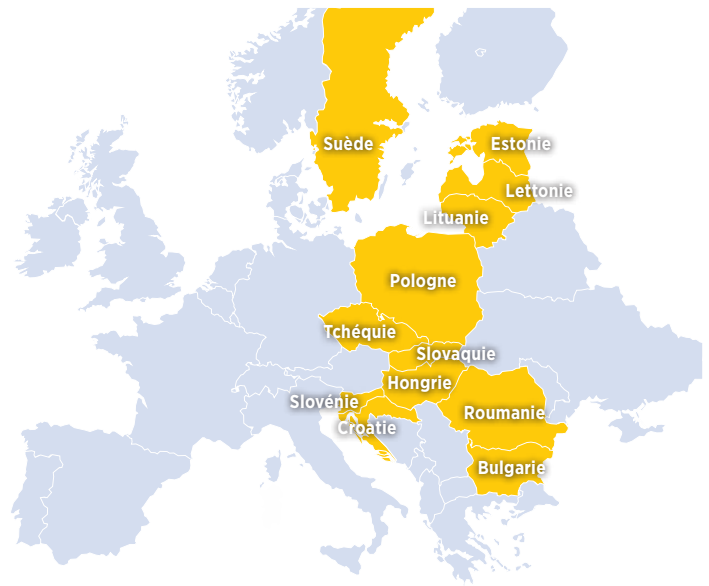 Suède
Estonie
Lettonie
Lituanie
Pologne
Tchéquie
Slovaquie
Hongrie
Slovénie
Roumanie
Croatie
Bulgarie